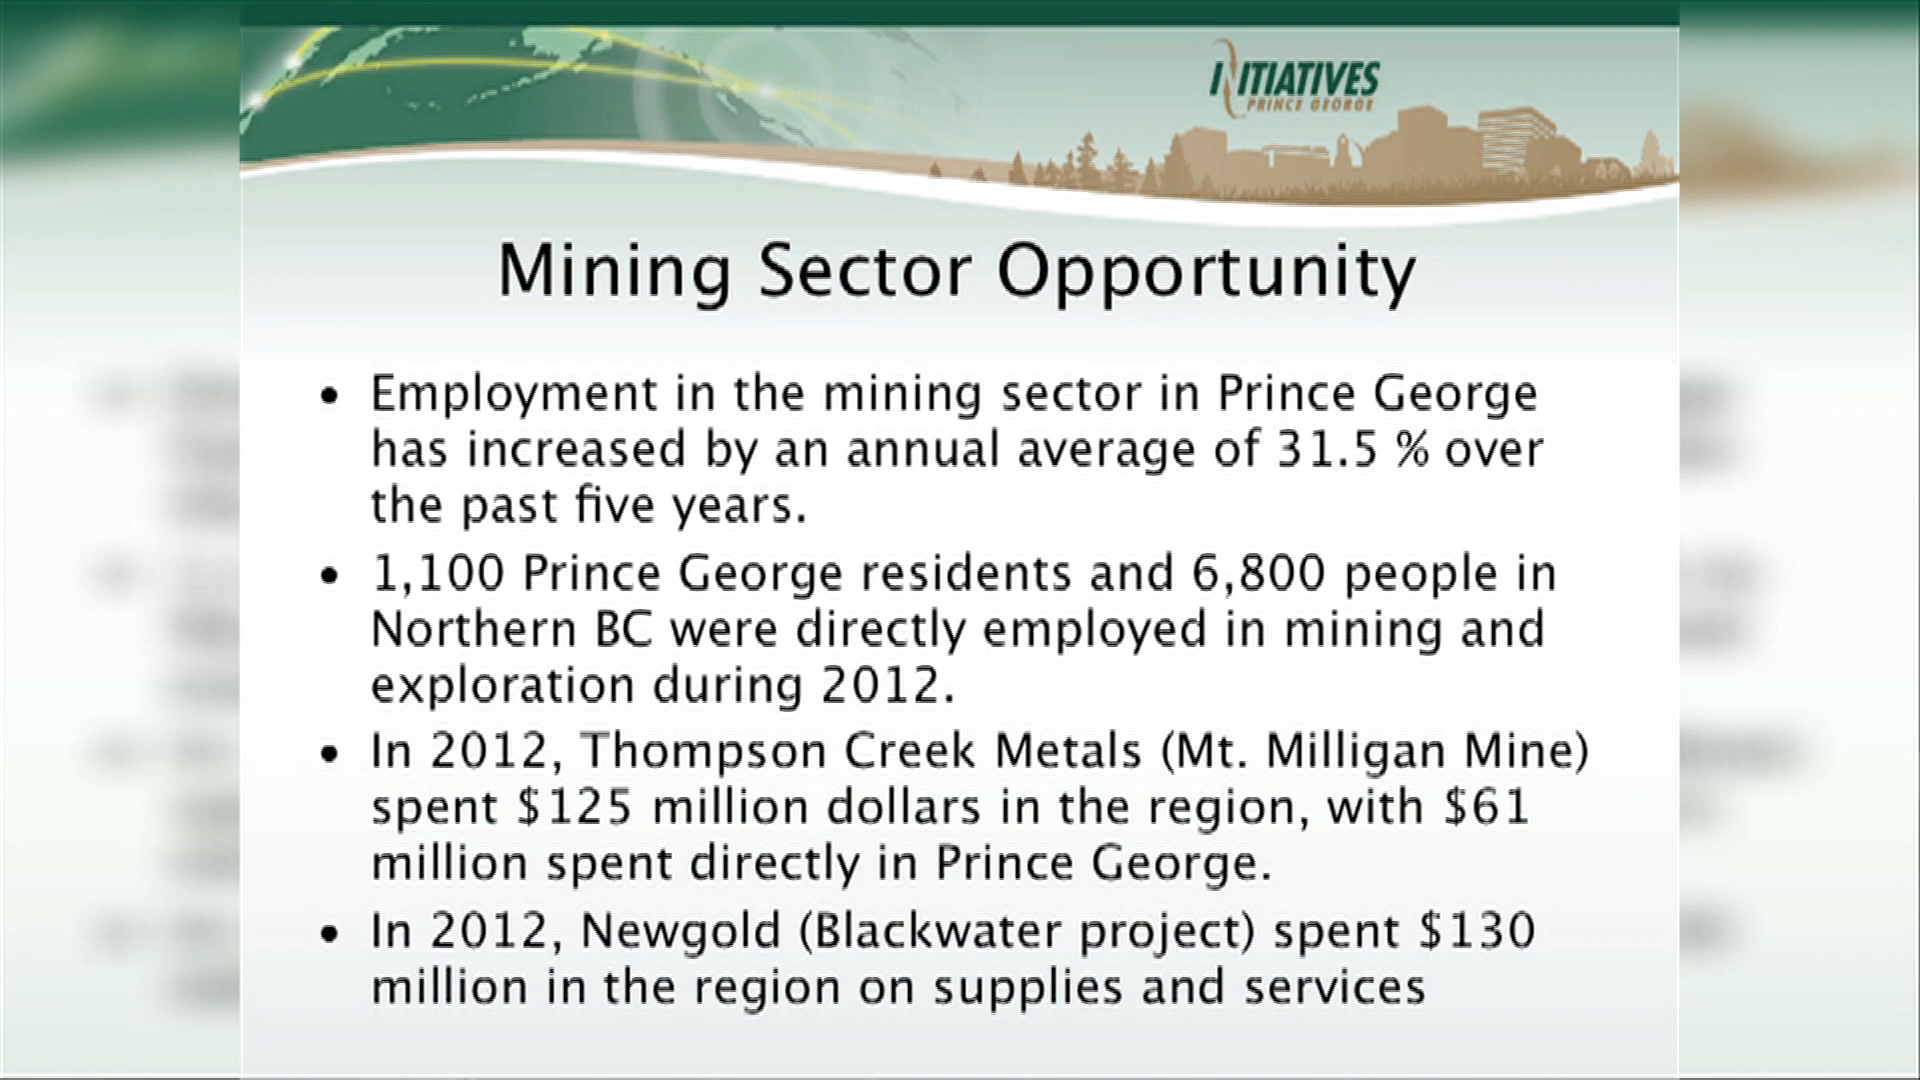 INITIATIVES
PRINCE GEORGE
Mining Sector Opportunity
• Employment in the mining sector in Prince George
has increased by an annual average of 31.5 % over
the past five years.
• 1,100 Prince George residents and 6,800 people in
Northern BC were directly employed in mining and
exploration during 2012.
• In 2012, Thompson Creek Metals (Mt. Milligan Mine)
spent $125 million dollars in the region, with $61
million spent directly in Prince George.
• In 2012, Newgold (Blackwater project) spent $130
million in the region on supplies and services